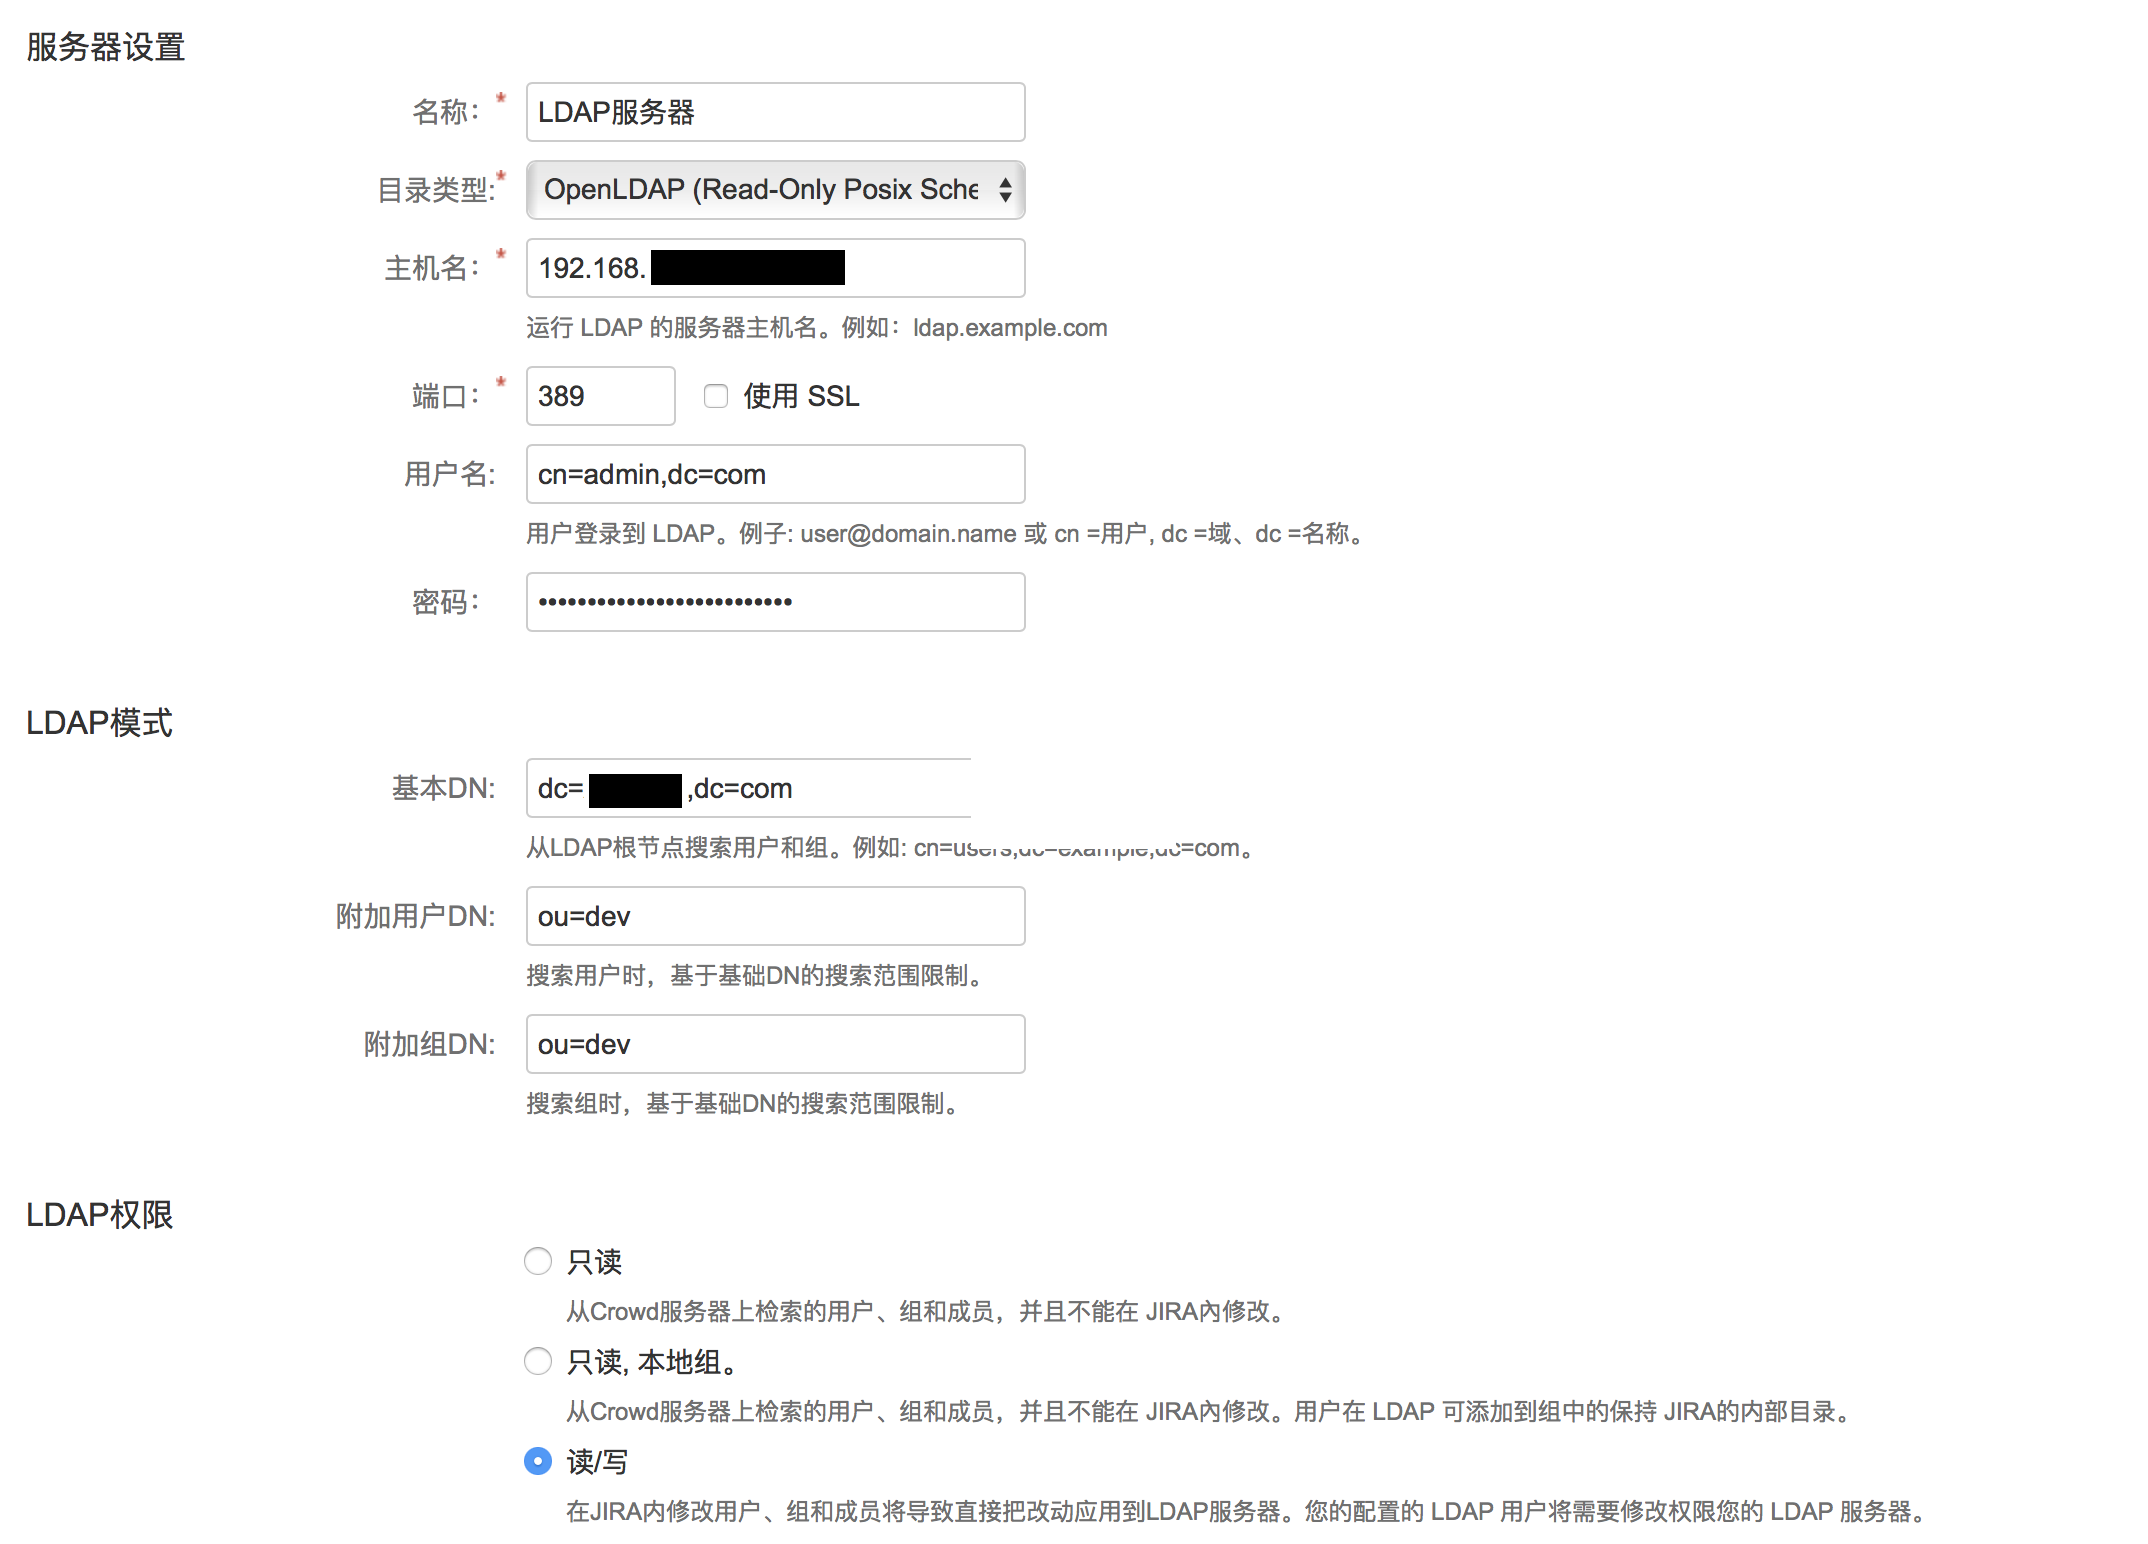 服务器设置
名称： * LDAP服务器
目录类型:* OpenLDAP (Read-Only Posix Sche
主机名： * 192.168.
运行 LDAP 的服务器主机名。例如：ldap.example.com
端口： * 389 使用 SSL
用户名: cn=admin,dc=com
用户登录到 LDAP。例子: user@domain.name 或 cn =用户, dc =域、dc =名称。
密码： ••••••••••••••••••••••••••
LDAP模式
基本DN: dc= ,dc=com
从LDAP根节点搜索用户和组。例如: cn=users,dc=example,dc=com。
附加用户DN: ou=dev
搜索用户时，基于基础DN的搜索范围限制。
附加组DN: ou=dev
搜索组时，基于基础DN的搜索范围限制。
LDAP权限
只读
从Crowd服务器上检索的用户、组和成员，并且不能在 JIRA內修改。
只读, 本地组。
从Crowd服务器上检索的用户、组和成员，并且不能在 JIRA內修改。用户在 LDAP 可添加到组中的保持 JIRA的内部目录。
读/写
在JIRA内修改用户、组和成员将导致直接把改动应用到LDAP服务器。您的配置的 LDAP 用户将需要修改权限您的 LDAP 服务器。